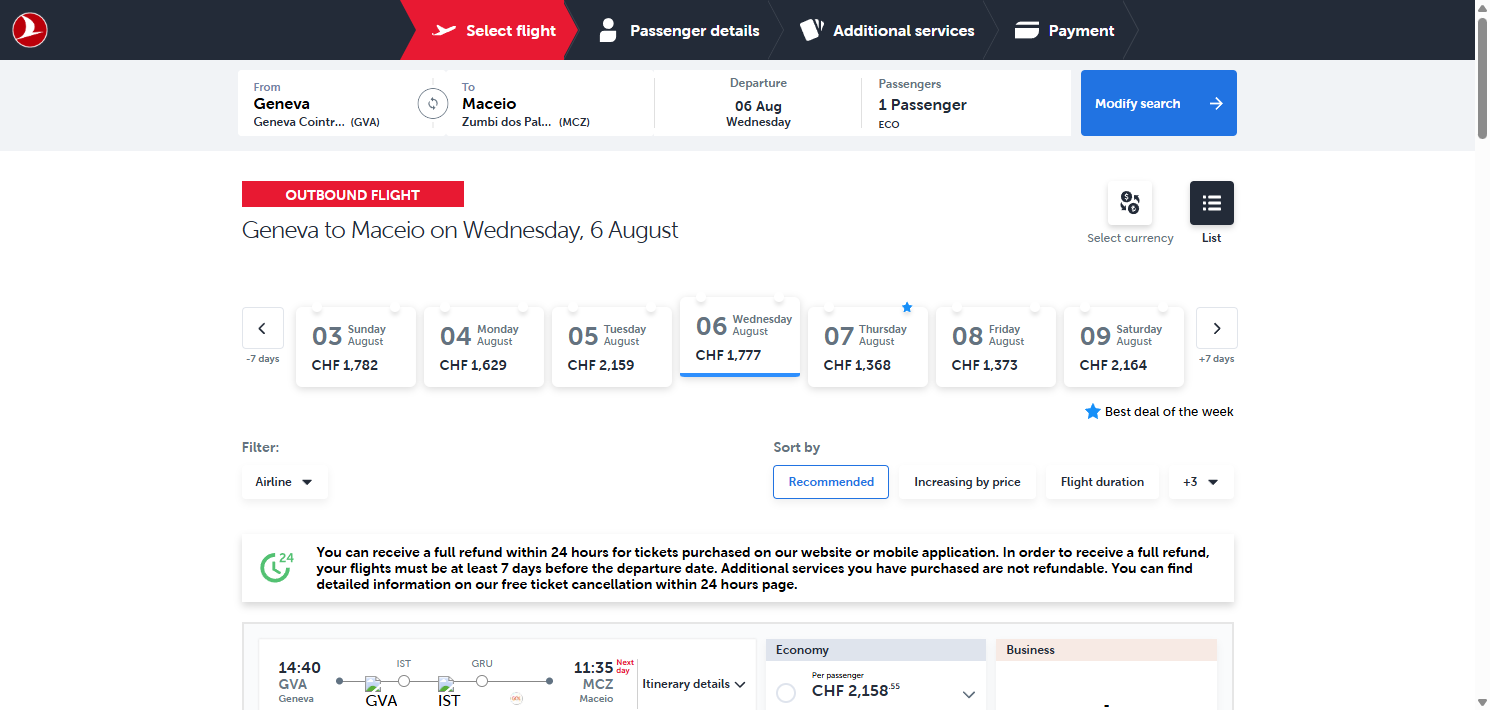 Select flight
Passenger details
Additional services
Payment
From
Geneva
Geneva Cointr... (GVA)
To
Maceio
Zumbi dos Pal... (MCZ)
Departure
06 Aug
Wednesday
Passengers
1 Passenger
ECO
Modify search
OUTBOUND FLIGHT
Geneva to Maceio on Wednesday, 6 August
Select currency
List
-7 days
03 Sunday August
CHF 1,782
04 Monday August
CHF 1,629
05 Tuesday August
CHF 2,159
06 Wednesday August
CHF 1,777
07 Thursday August
CHF 1,368
08 Friday August
CHF 1,373
09 Saturday August
CHF 2,164
+7 days
Best deal of the week
Filter:
Airline
Sort by
Recommended
Increasing by price
Flight duration
+3
24
You can receive a full refund within 24 hours for tickets purchased on our website or mobile application. In order to receive a full refund,
your flights must be at least 7 days before the departure date. Additional services you have purchased are not refundable. You can find
detailed information on our free ticket cancellation within 24 hours page.
14:40
GVA
Geneva
IST
GRU
GVA
IST
11:35 Next day
MCZ
Maceio
Itinerary details
Economy
Per passenger
CHF 2,158.55
Business
-